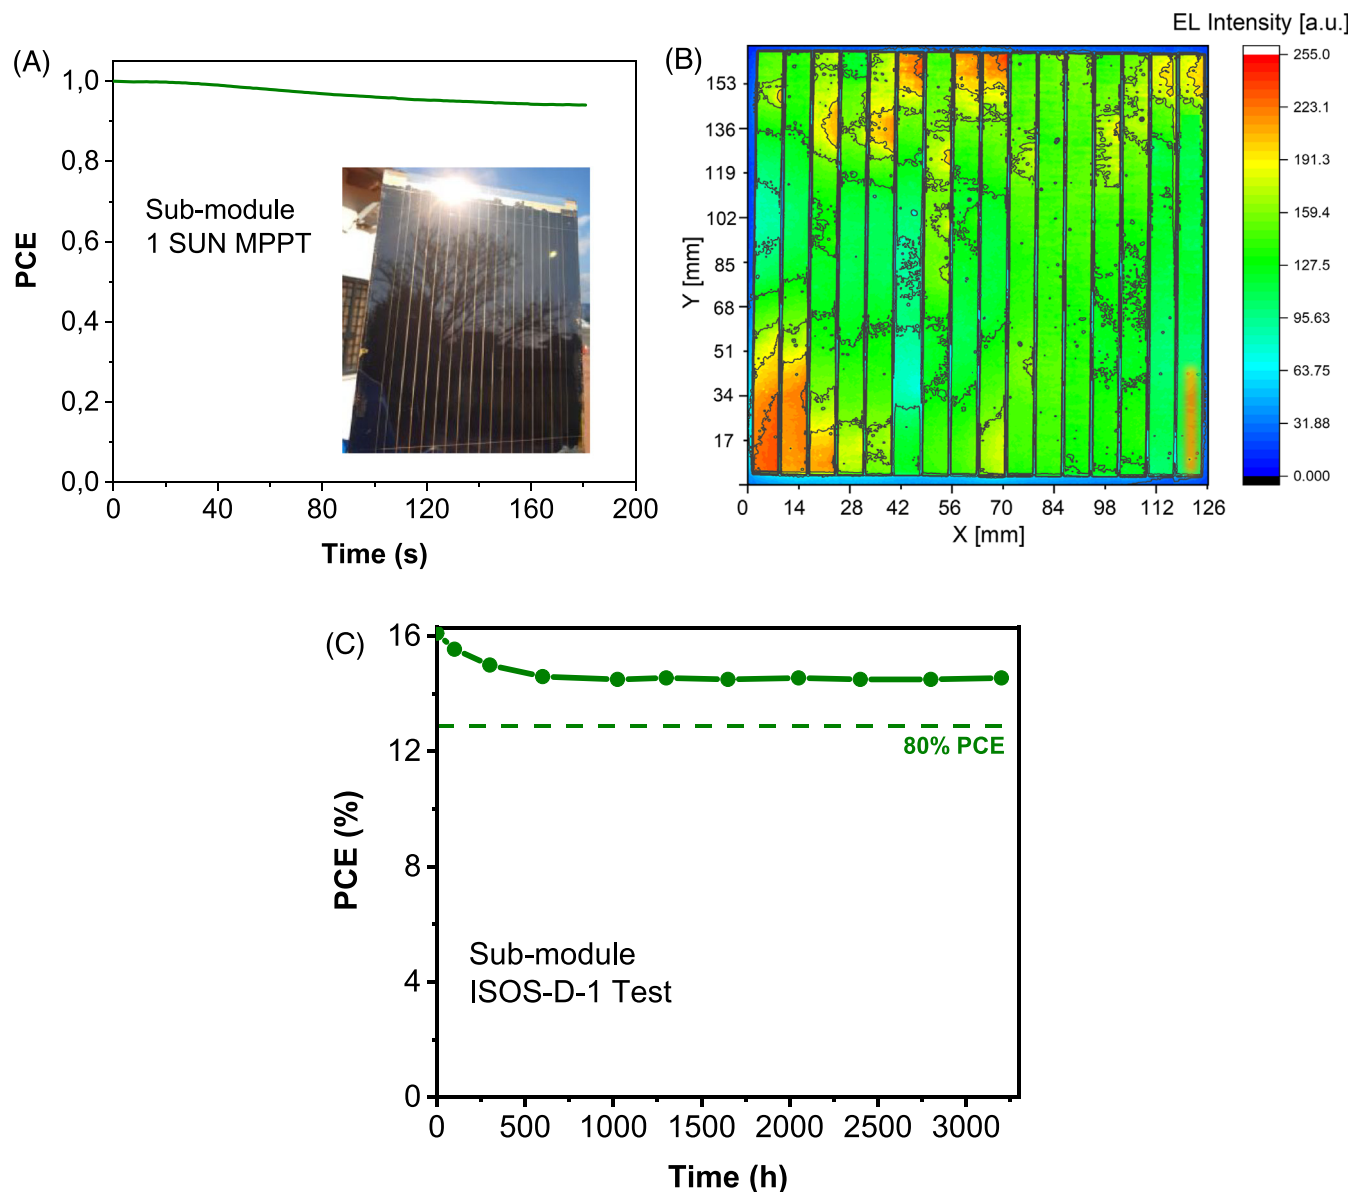 (A)
1,0
0,8
0,6
0,4
0,2
0,0
PCE
Sub-module
1 SUN MPPT
0 40 80 120 160 200
Time (s)
(B)
EL Intensity [a.u.]
153
136
119
102
85
68
51
34
17
Y [mm]
0 14 28 42 56 70 84 98 112 126
X [mm]
255.0
223.1
191.3
159.4
127.5
95.63
63.75
31.88
0.000
(C)
16
12
8
4
0
PCE (%)
80% PCE
Sub-module
ISOS-D-1 Test
0 500 1000 1500 2000 2500 3000
Time (h)